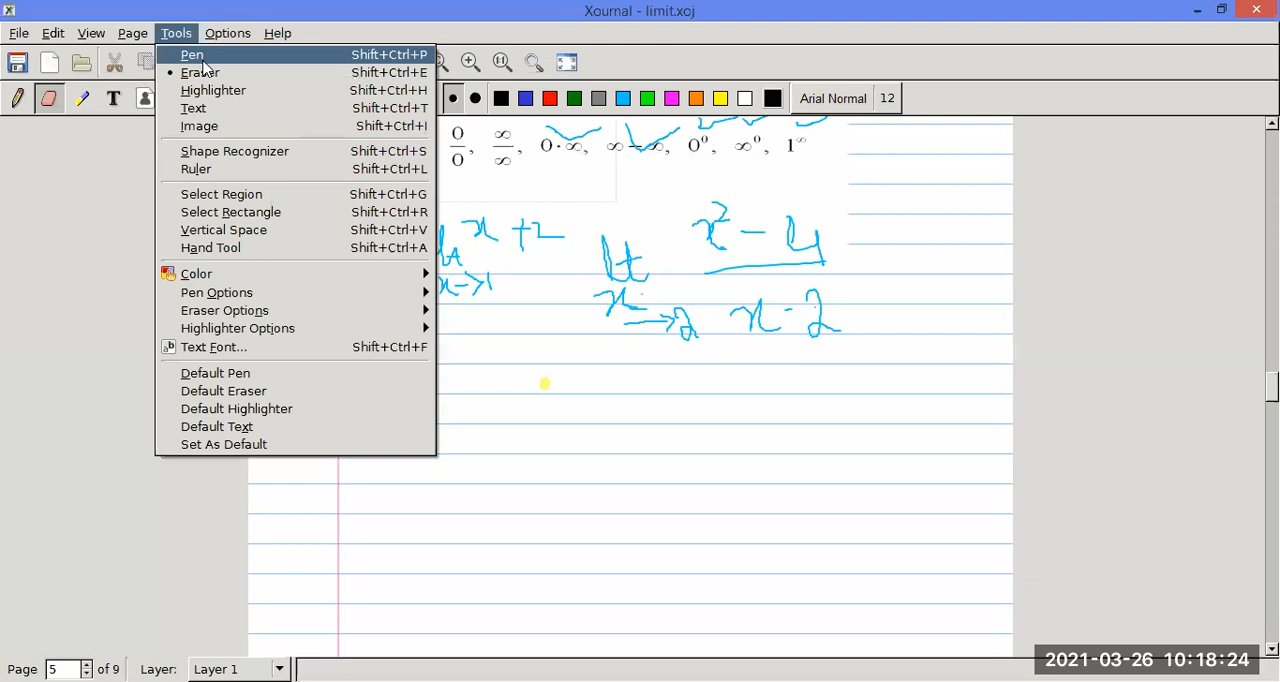 Xournal - limit.xoj
File Edit View Page Tools Options Help
Pen Shift+Ctrl+P
Eraser Shift+Ctrl+E
Highlighter Shift+Ctrl+H
Text Shift+Ctrl+T
Image Shift+Ctrl+I
Shape Recognizer Shift+Ctrl+S
Ruler Shift+Ctrl+L
Select Region Shift+Ctrl+G
Select Rectangle Shift+Ctrl+R
Vertical Space Shift+Ctrl+V
Hand Tool Shift+Ctrl+A
Color
Pen Options
Eraser Options
Highlighter Options
Text Font... Shift+Ctrl+F
Default Pen
Default Eraser
Default Highlighter
Default Text
Set As Default
T Arial Normal 12
0/0, ∞/∞, 0·∞, ∞−∞, 0⁰, ∞⁰, 1^∞
x + 2
x→1
lt x² − 4
x→2 x − 2
Page 5 of 9 Layer: Layer 1
2021-03-26 10:18:24